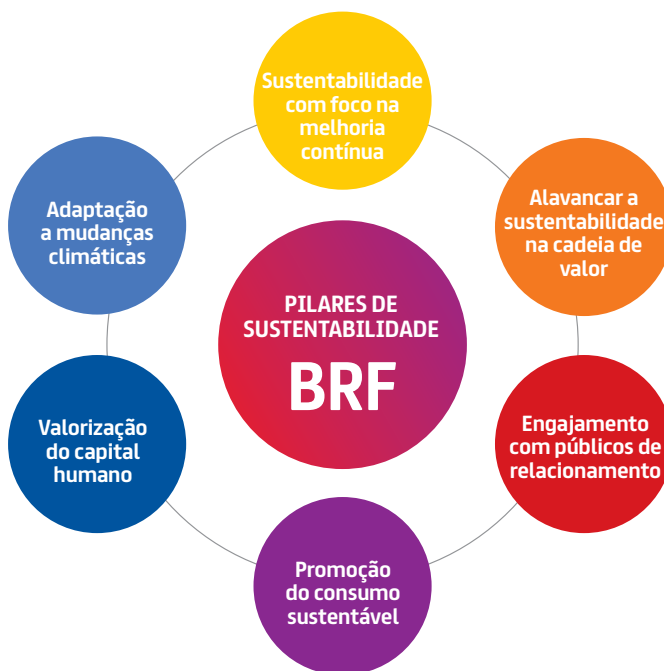 Sustentabilidade
com foco na
melhoria
contínua
Adaptação
a mudanças
climáticas
Alavancar a
sustentabilidade
na cadeia de
valor
PILARES DE
SUSTENTABILIDADE
BRF
Valorização
do capital
humano
Engajamento
com públicos de
relacionamento
Promoção
do consumo
sustentável